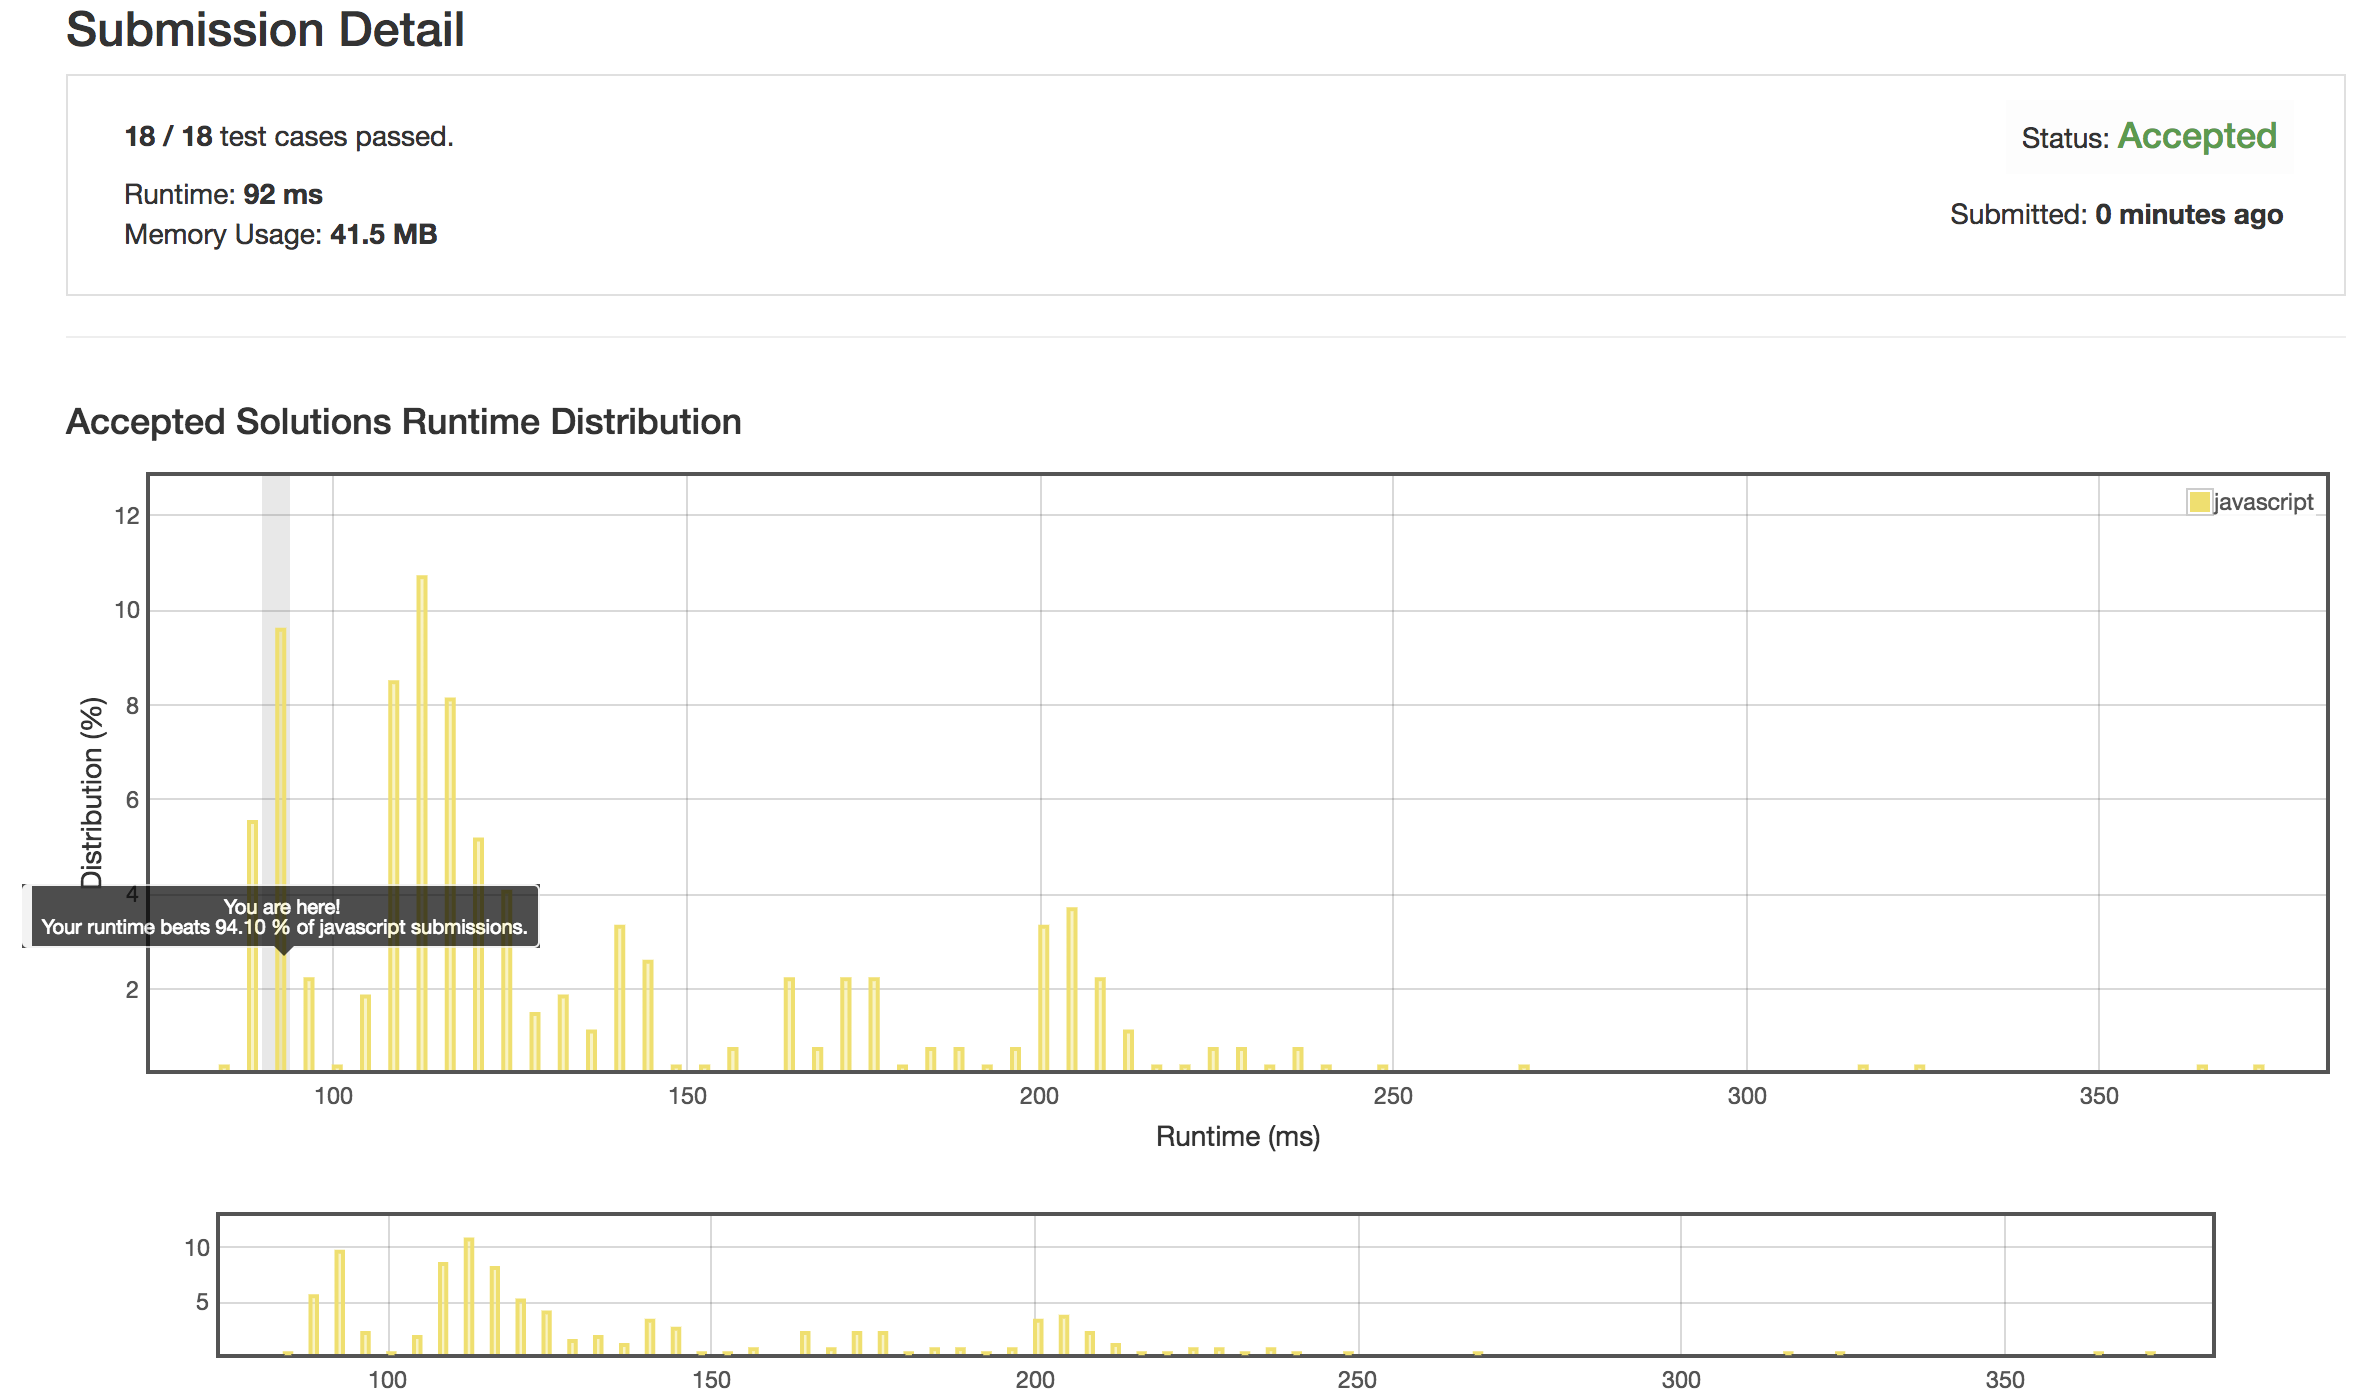 Submission Detail
18 / 18 test cases passed.
Status: Accepted
Runtime: 92 ms
Memory Usage: 41.5 MB
Submitted: 0 minutes ago
Accepted Solutions Runtime Distribution
javascript
Distribution (%)
12
10
8
6
4
2
You are here!
Your runtime beats 94.10 % of javascript submissions.
100 150 200 250 300 350
Runtime (ms)
10
5
100 150 200 250 300 350